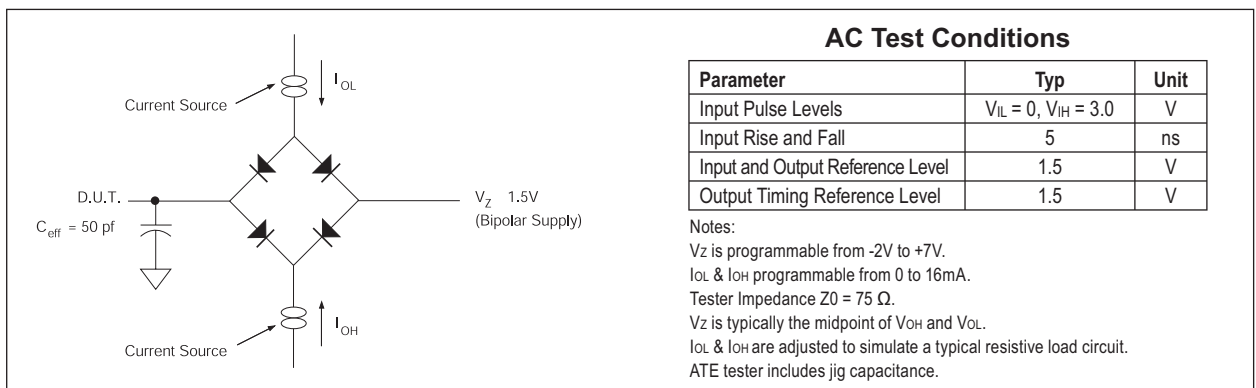 I OL
Current Source
D.U.T.
C eff = 50 pf
V Z 1.5V
(Bipolar Supply)
I OH
Current Source
AC Test Conditions
Parameter Typ Unit
Input Pulse Levels VIL = 0, VIH = 3.0 V
Input Rise and Fall 5 ns
Input and Output Reference Level 1.5 V
Output Timing Reference Level 1.5 V
Notes:
VZ is programmable from -2V to +7V.
IOL & IOH programmable from 0 to 16mA.
Tester Impedance Z0 = 75 Ω.
VZ is typically the midpoint of VOH and VOL.
IOL & IOH are adjusted to simulate a typical resistive load circuit.
ATE tester includes jig capacitance.